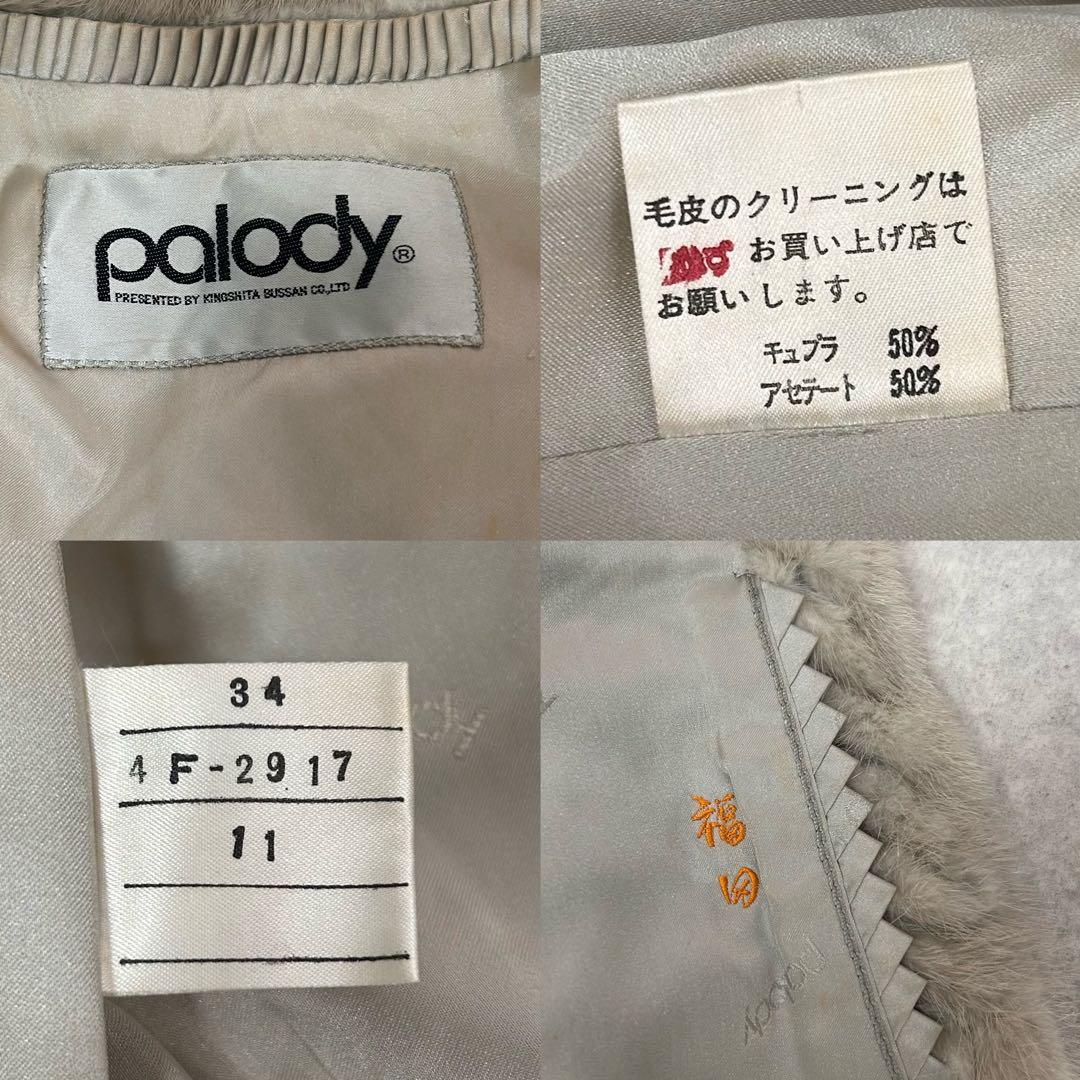 palody®
PRESENTED BY KINOSHITA BUSSAN CO.,LTD
毛皮のクリーニングは
必ず お買い上げ店で
お願いします。
キュプラ 50%
アセテート 50%
34
4F-2917
11
福
田